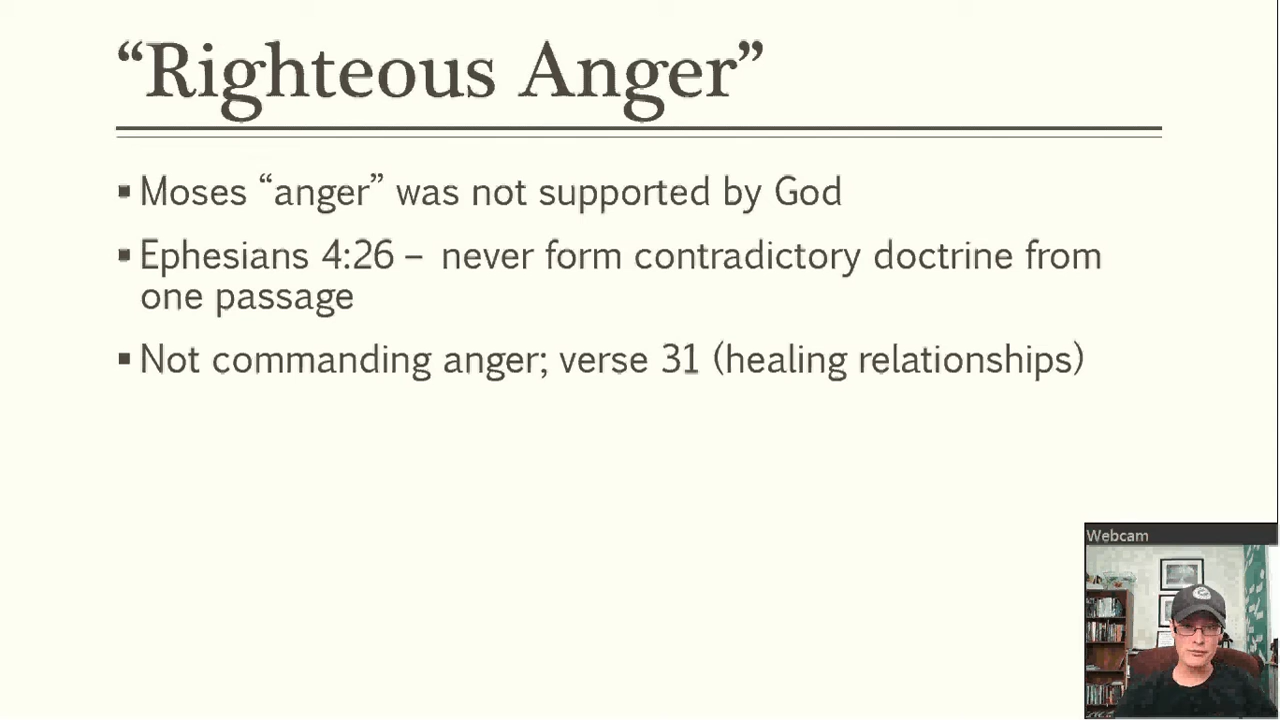 “Righteous Anger”
▪ Moses “anger” was not supported by God
▪ Ephesians 4:26 – never form contradictory doctrine from
one passage
▪ Not commanding anger; verse 31 (healing relationships)
Webcam